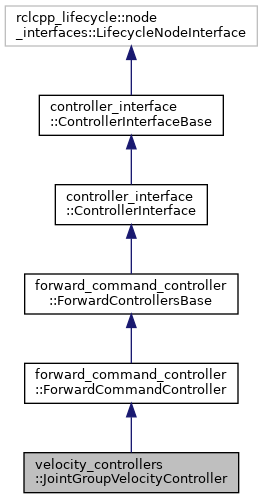 rclcpp_lifecycle::node
_interfaces::LifecycleNodeInterface
controller_interface
::ControllerInterfaceBase
controller_interface
::ControllerInterface
forward_command_controller
::ForwardControllersBase
forward_command_controller
::ForwardCommandController
velocity_controllers
::JointGroupVelocityController